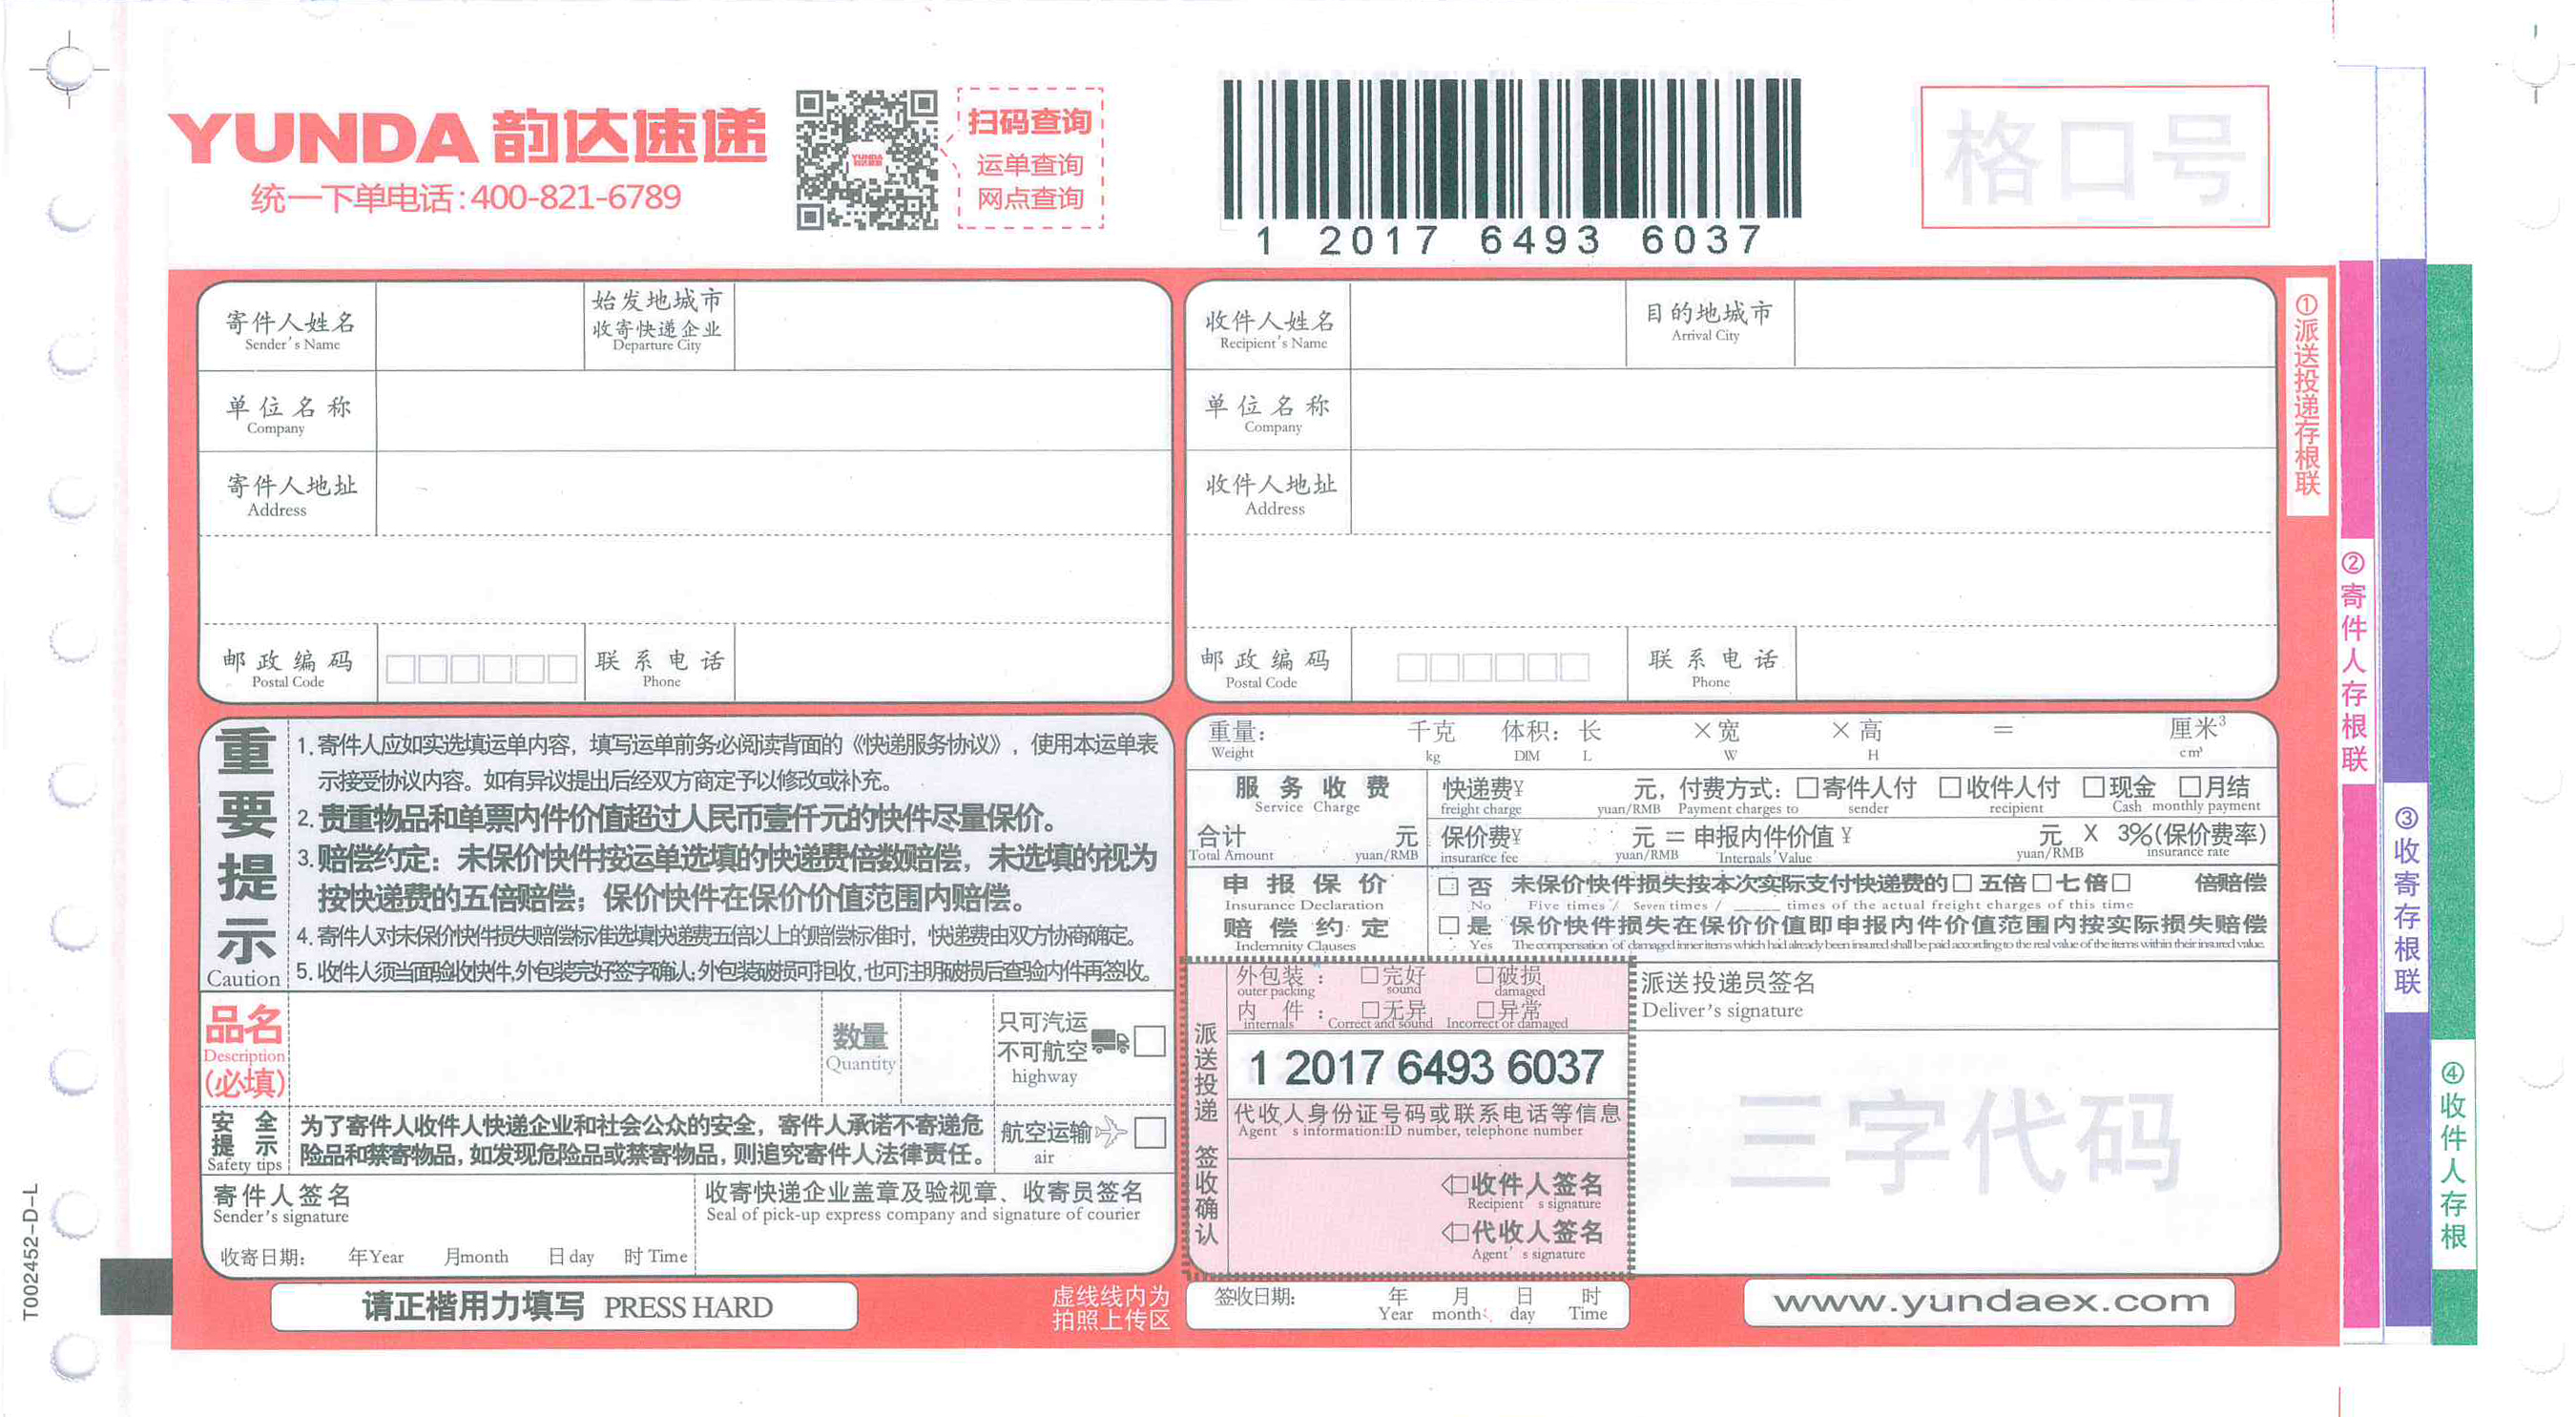 YUNDA 韵达速递
统一下单电话:400-821-6789
YUNDA
扫码查询
运单查询
网点查询
1 2017 6493 6037
格口号
寄件人姓名
Sender's Name
始发地城市
收寄快递企业
Departure City
单位名称
Company
寄件人地址
Address
邮政编码
Postal Code
联系电话
Phone
收件人姓名
Recipient's Name
目的地城市
Arrival City
单位名称
Company
收件人地址
Address
邮政编码
Postal Code
联系电话
Phone
①派送投递存根联
②寄件人存根联
③收寄存根联
④收件人存根
重要提示
Caution
1. 寄件人应如实选填运单内容，填写运单前务必阅读背面的《快递服务协议》，使用本运单表
示接受协议内容。如有异议提出后经双方商定予以修改或补充。
2. 贵重物品和单票内件价值超过人民币壹仟元的快件尽量保价。
3. 赔偿约定：未保价快件按运单选填的快递费倍数赔偿，未选填的视为
按快递费的五倍赔偿；保价快件在保价价值范围内赔偿。
4. 寄件人对未保价快件损失赔偿标准选填快递费五倍以上的赔偿标准时，快递费由双方协商确定。
5. 收件人须当面验收快件,外包装完好签字确认;外包装破损可拒收,也可注明破损后查验内件再签收。
品名
Description
(必填)
数量
Quantity
只可汽运
不可航空
highway
安全
提示
Safety tips
为了寄件人收件人快递企业和社会公众的安全，寄件人承诺不寄递危
险品和禁寄物品，如发现危险品或禁寄物品，则追究寄件人法律责任。
航空运输
air
寄件人签名
Sender's signature
收寄日期： 年Year 月month 日day 时Time
收寄快递企业盖章及验视章、收寄员签名
Seal of pick-up express company and signature of courier
重量： 千克 体积：长 ×宽 ×高 = 厘米³
Weight kg DIM L W H cm³
服务收费
Service Charge
快递费¥ 元，付费方式：□寄件人付 □收件人付 □现金 □月结
freight charge yuan/RMB Payment charges to sender recipient Cash monthly payment
合计 元
Total Amount yuan/RMB
保价费¥ 元 = 申报内件价值 ¥ 元 X 3%(保价费率)
insurance fee yuan/RMB Internals Value yuan/RMB insurance rate
申报保价
Insurance Declaration
赔偿约定
Indemnity Clauses
□ 否 未保价快件损失按本次实际支付快递费的□ 五倍□七倍□ 倍赔偿
No Five times / Seven times / _____ times of the actual freight charges of this time
□ 是 保价快件损失在保价价值即申报内件价值范围内按实际损失赔偿
Yes The compensation of damaged inner items which had already been insured shall be paid according to the real value of the items within their insured value.
派送投递 签收确认
外包装： □完好 □破损
outer packing sound damaged
内件： □无异 □异常
internals Correct and sound Incorrect or damaged
1 2017 6493 6037
代收人身份证号码或联系电话等信息
Agent's information:ID number, telephone number
收件人签名
Recipient's signature
代收人签名
Agent's signature
派送投递员签名
Deliver's signature
三字代码
请正楷用力填写 PRESS HARD
虚线线内为
拍照上传区
签收日期： 年 月 日 时
Year month day Time
www.yundaex.com
T002452-D-L